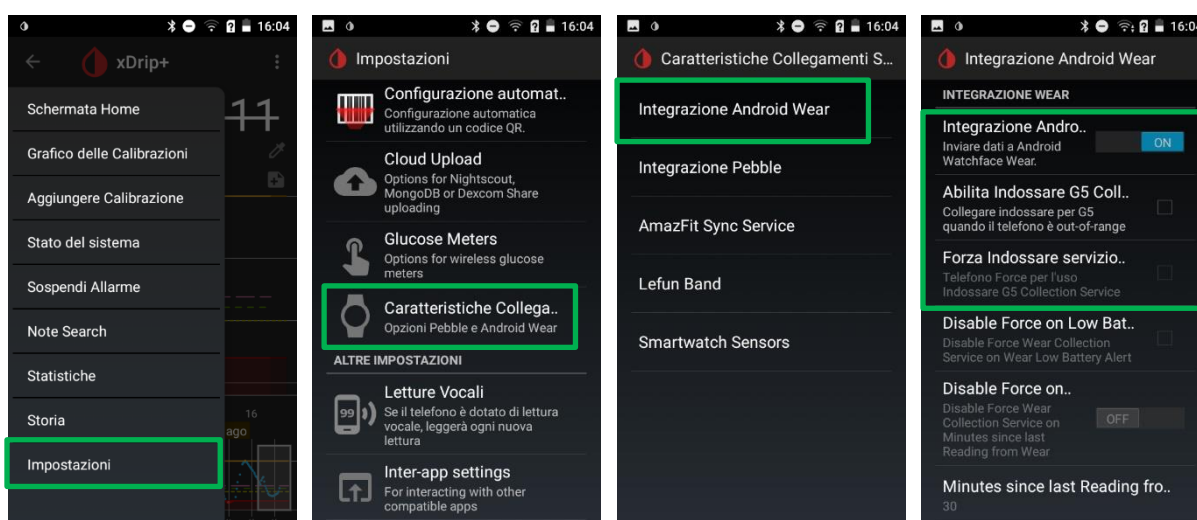 16:04
xDrip+
11
Schermata Home
Grafico delle Calibrazioni
Aggiungere Calibrazione
Stato del sistema
Sospendi Allarme
Note Search
Statistiche
Storia
16
ago
Impostazioni
16:04
Impostazioni
Configurazione automat..
Configurazione automatica
utilizzando un codice QR.
Cloud Upload
Options for Nightscout,
MongoDB or Dexcom Share
uploading
Glucose Meters
Options for wireless glucose
meters
Caratteristiche Collega..
Opzioni Pebble e Android Wear
ALTRE IMPOSTAZIONI
99
Letture Vocali
Se il telefono è dotato di lettura
vocale, leggerà ogni nuova
lettura
Inter-app settings
For interacting with other
compatible apps
16:04
Caratteristiche Collegamenti S...
Integrazione Android Wear
Integrazione Pebble
AmazFit Sync Service
Lefun Band
Smartwatch Sensors
16:04
Integrazione Android Wear
INTEGRAZIONE WEAR
Integrazione Andro..
Inviare dati a Android
Watchface Wear.
ON
Abilita Indossare G5 Coll..
Collegare indossare per G5
quando il telefono è out-of-range
Forza Indossare servizio..
Telefono Force per l'uso
Indossare G5 Collection Service
Disable Force on Low Bat..
Disable Force Wear Collection
Service on Wear Low Battery Alert
Disable Force on..
Disable Force Wear
Collection Service on
Minutes since last
Reading from Wear
OFF
Minutes since last Reading fro..
30